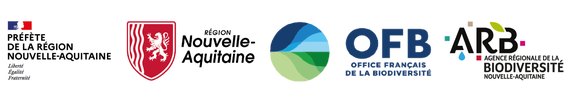 PRÉFÈTE
DE LA RÉGION
NOUVELLE-AQUITAINE
Liberté
Égalité
Fraternité
RÉGION
Nouvelle-
Aquitaine
OFB
OFFICE FRANÇAIS
DE LA BIODIVERSITÉ
ARB
AGENCE RÉGIONALE DE LA
BIODIVERSITÉ
NOUVELLE-AQUITAINE